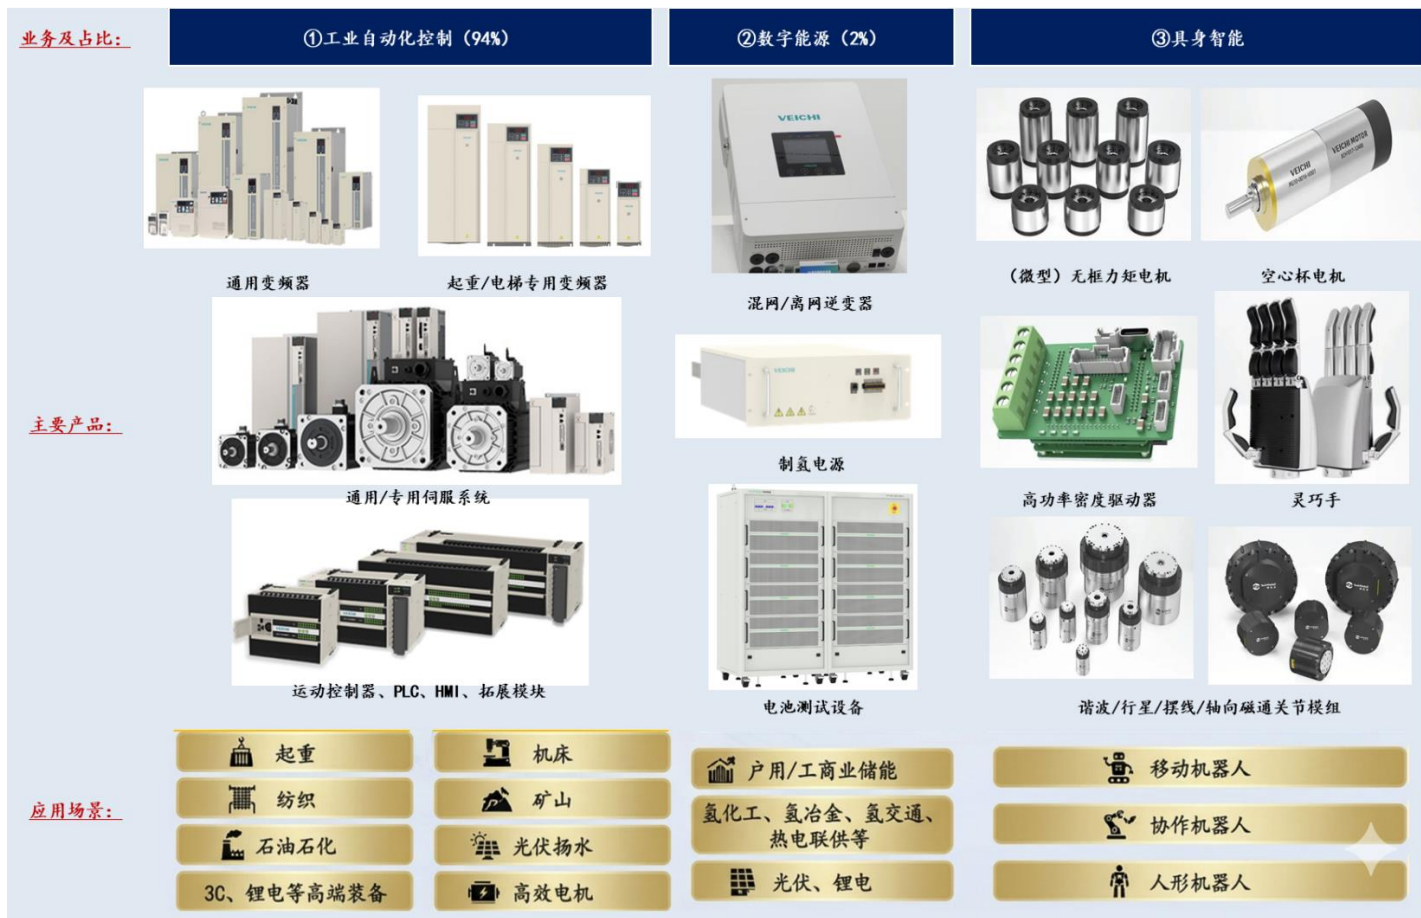 业务及占比：
①工业自动化控制（94%）
②数字能源（2%）
③具身智能
主要产品：
通用变频器
起重/电梯专用变频器
通用/专用伺服系统
运动控制器、PLC、HMI、拓展模块
VEICHI
混网/离网逆变器
VEICHI
制氢电源
电池测试设备
（微型）无框力矩电机
VEICHI
VEICHI MOTOR
空心杯电机
高功率密度驱动器
灵巧手
谐波/行星/摆线/轴向磁通关节模组
应用场景：
起重
机床
纺织
矿山
石油石化
光伏扬水
3C、锂电等高端装备
高效电机
户用/工商业储能
氢化工、氢冶金、氢交通、
热电联供等
光伏、锂电
移动机器人
协作机器人
人形机器人